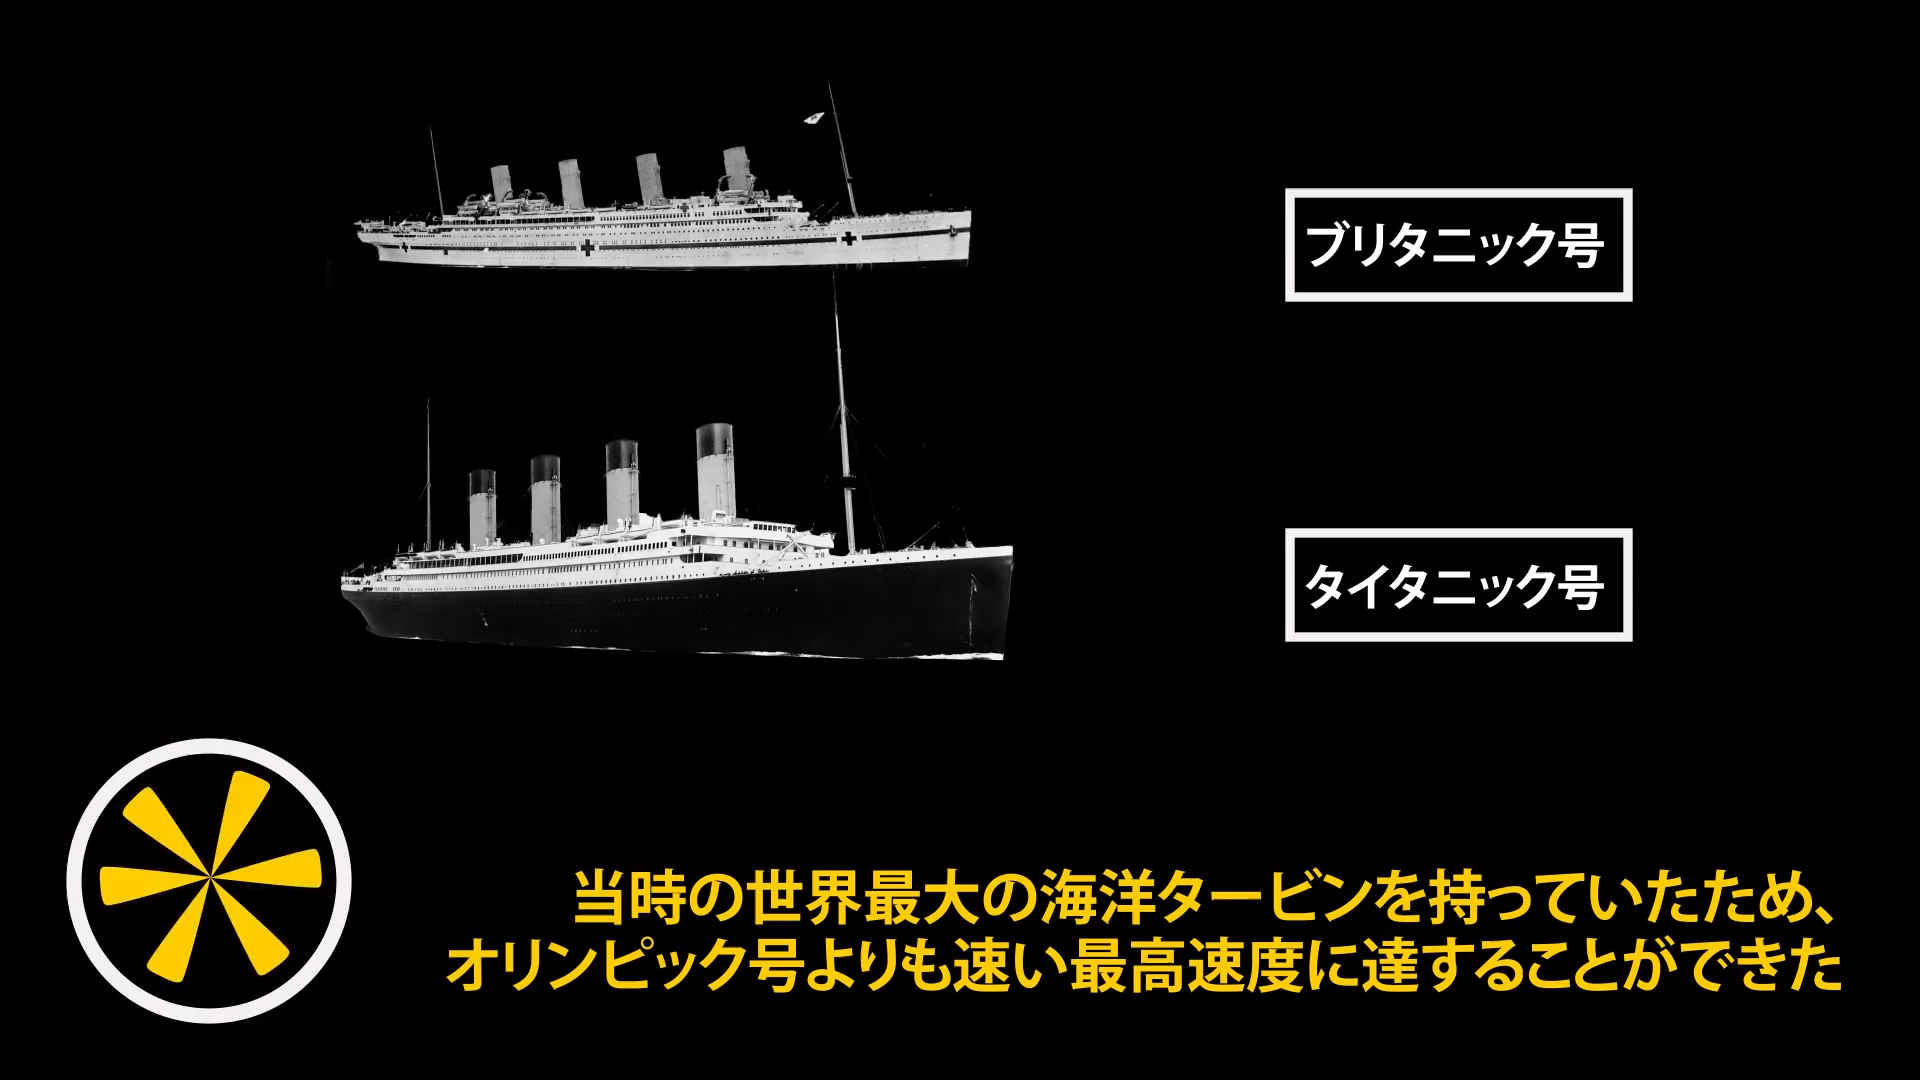 ブリタニック号
タイタニック号
当時の世界最大の海洋タービンを持っていたため、
オリンピック号よりも速い最高速度に達することができた